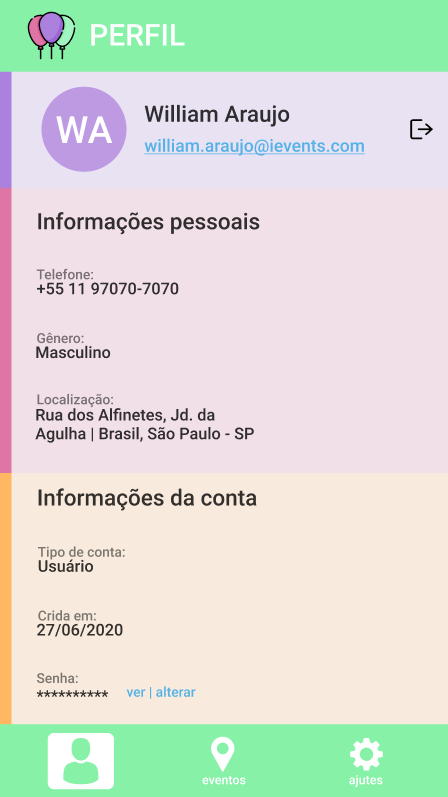 PERFIL
WA
William Araujo
william.araujo@ievents.com
Informações pessoais
Telefone:
+55 11 97070-7070
Gênero:
Masculino
Localização:
Rua dos Alfinetes, Jd. da
Agulha | Brasil, São Paulo - SP
Informações da conta
Tipo de conta:
Usuário
Crida em:
27/06/2020
Senha:
********** ver | alterar
eventos
ajutes